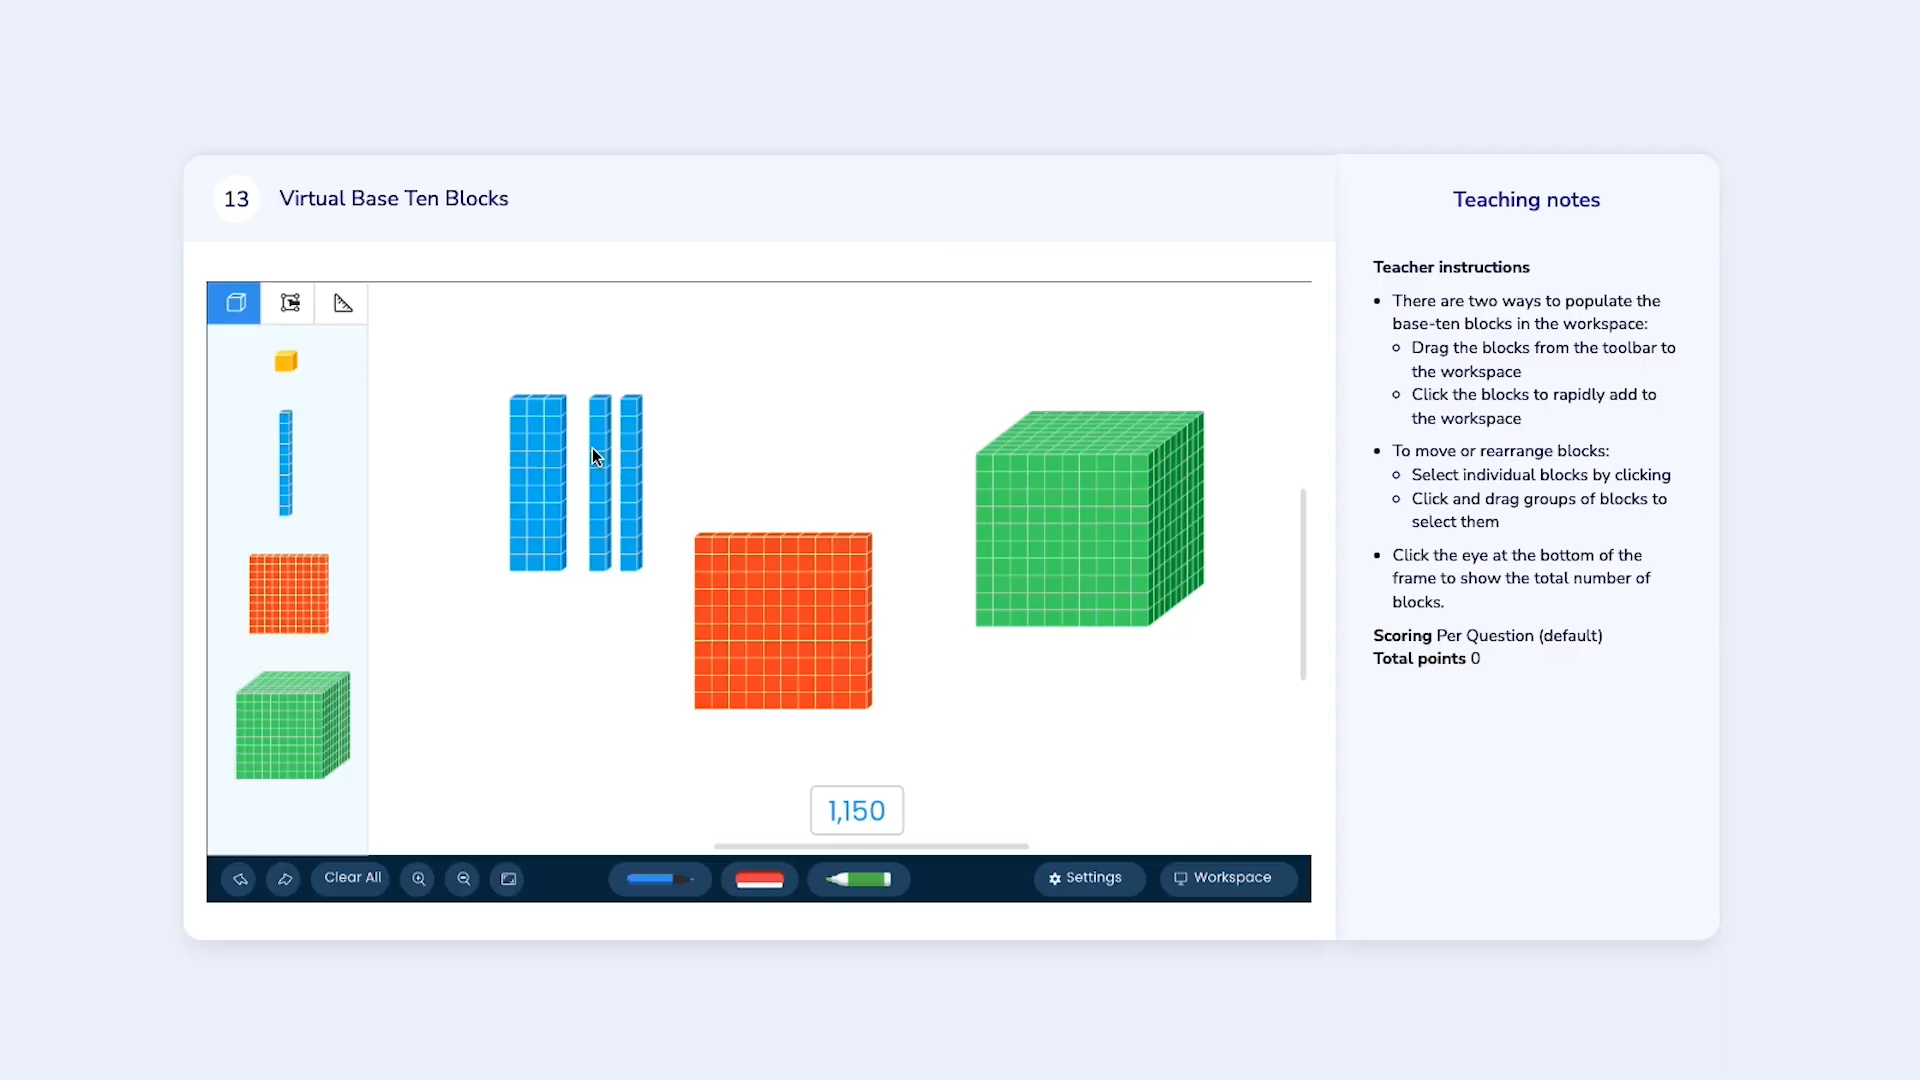 13
Virtual Base Ten Blocks
1,150
Clear All
Settings
Workspace
Teaching notes
Teacher instructions
• There are two ways to populate the
base-ten blocks in the workspace:
◦ Drag the blocks from the toolbar to
the workspace
◦ Click the blocks to rapidly add to
the workspace
• To move or rearrange blocks:
◦ Select individual blocks by clicking
◦ Click and drag groups of blocks to
select them
• Click the eye at the bottom of the
frame to show the total number of
blocks.
Scoring Per Question (default)
Total points 0